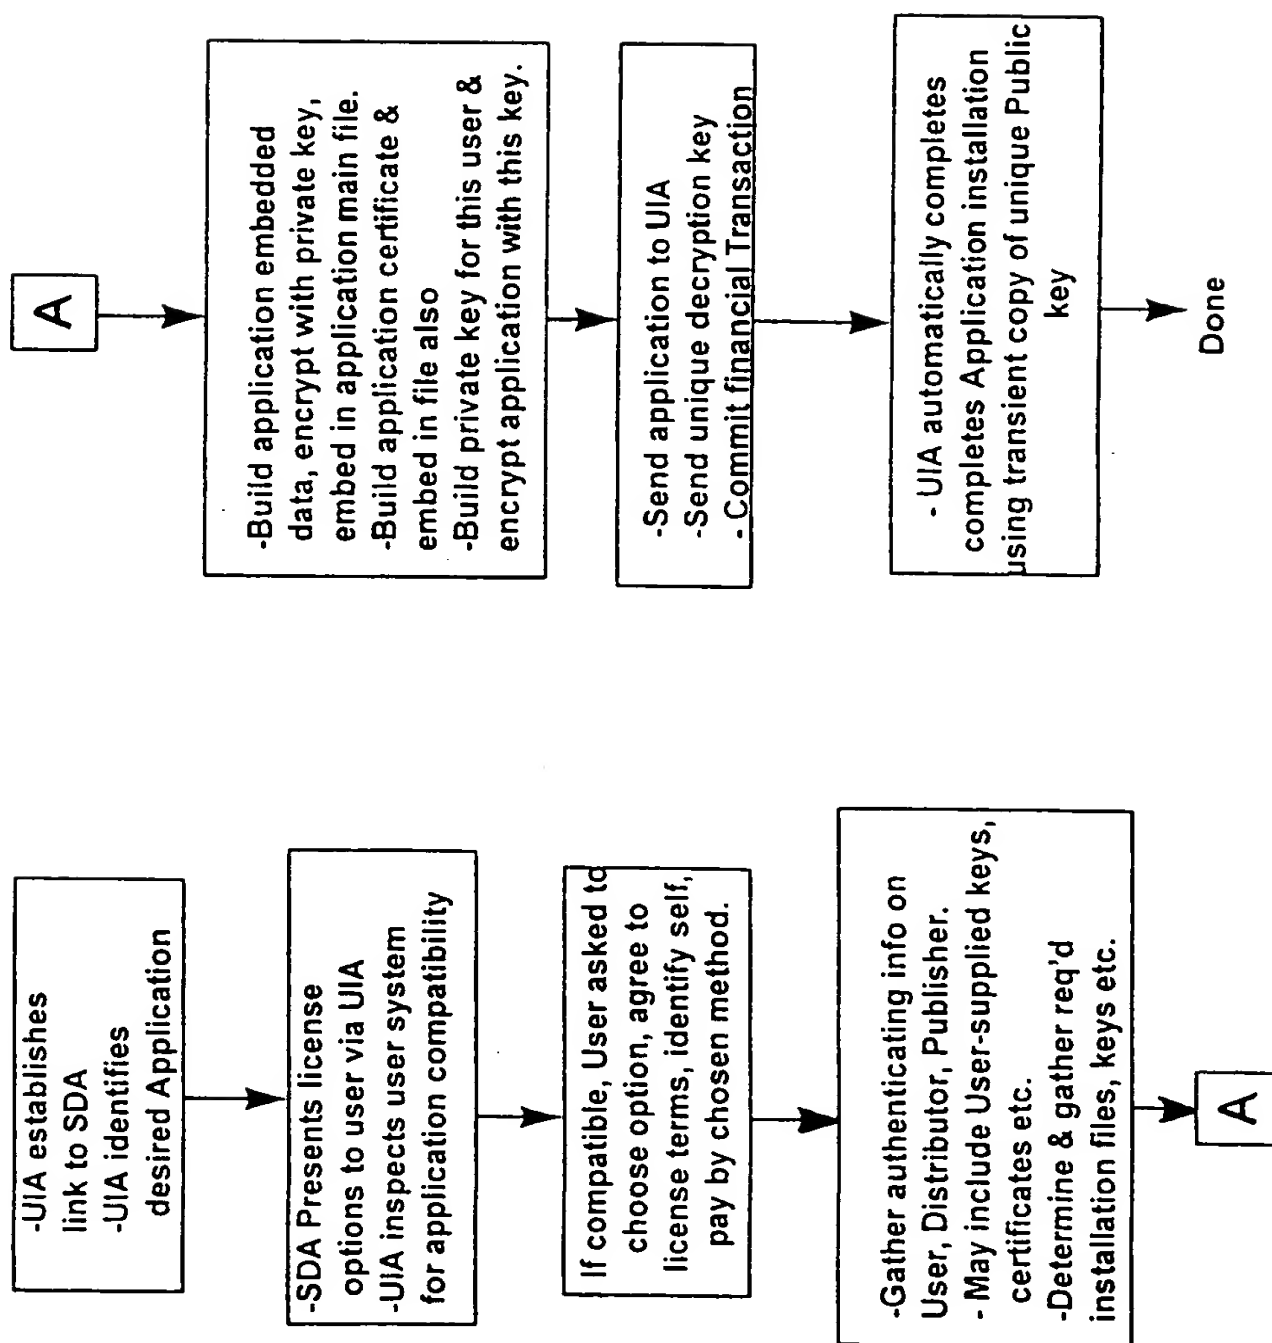 -UIA establishes
link to SDA
-UIA identifies
desired Application
-SDA Presents license
options to user via UIA
-UIA inspects user system
for application compatibility
If compatible, User asked to
choose option, agree to
license terms, identify self,
pay by chosen method.
-Gather authenticating info on
User, Distributor, Publisher.
- May include User-supplied keys,
certificates etc.
-Determine & gather req'd
installation files, keys etc.
A
A
-Build application embedded
data, encrypt with private key,
embed in application main file.
-Build application certificate &
embed in file also
-Build private key for this user &
encrypt application with this key.
-Send application to UIA
-Send unique decryption key
- Commit financial Transaction
- UIA automatically completes
completes Application installation
using transient copy of unique Public
key
Done